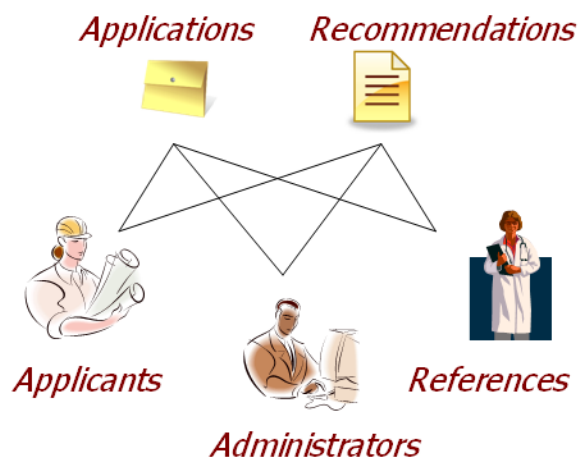 Applications
Recommendations
Applicants
References
Administrators